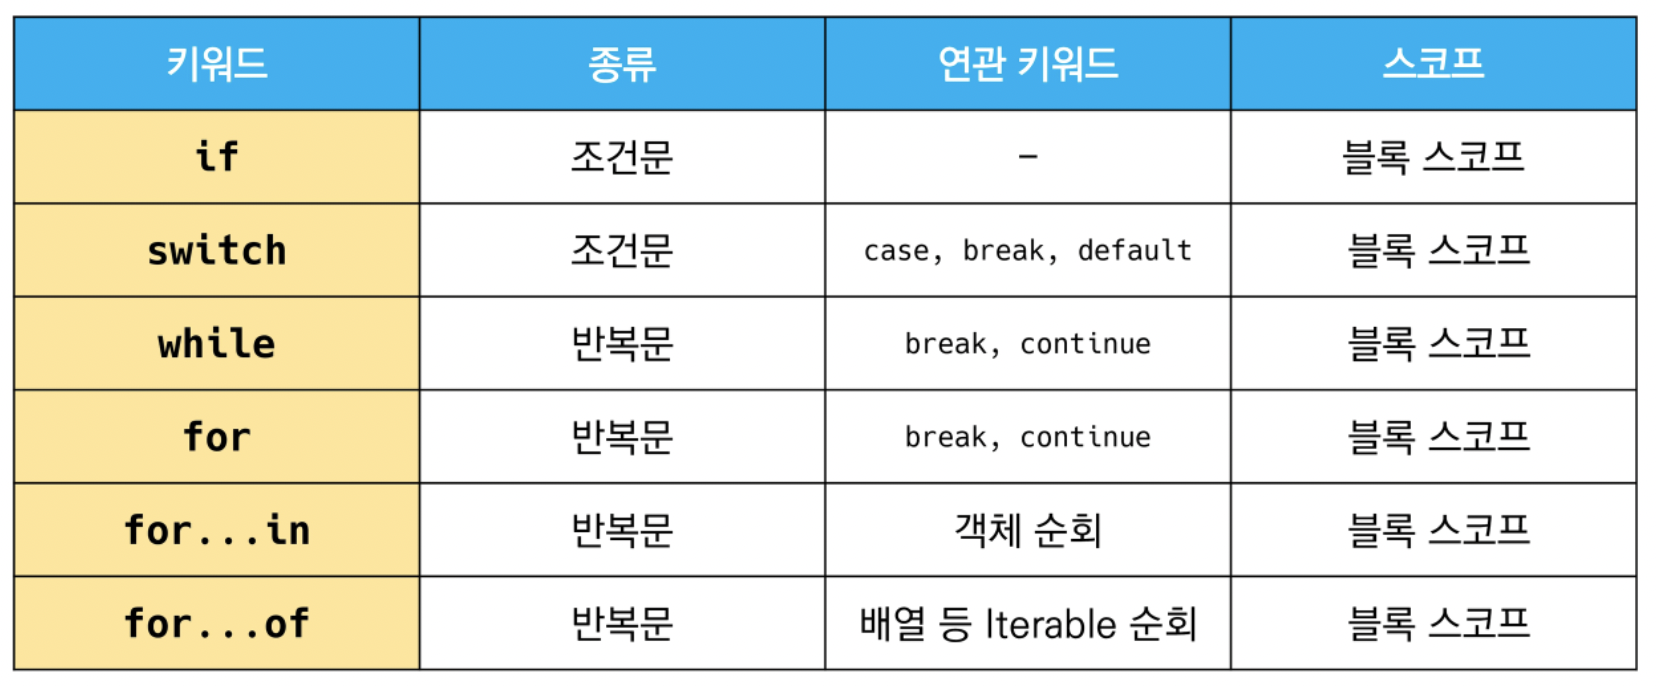 키워드 종류 연관 키워드 스코프
if 조건문 - 블록 스코프
switch 조건문 case, break, default 블록 스코프
while 반복문 break, continue 블록 스코프
for 반복문 break, continue 블록 스코프
for...in 반복문 객체 순회 블록 스코프
for...of 반복문 배열 등 Iterable 순회 블록 스코프